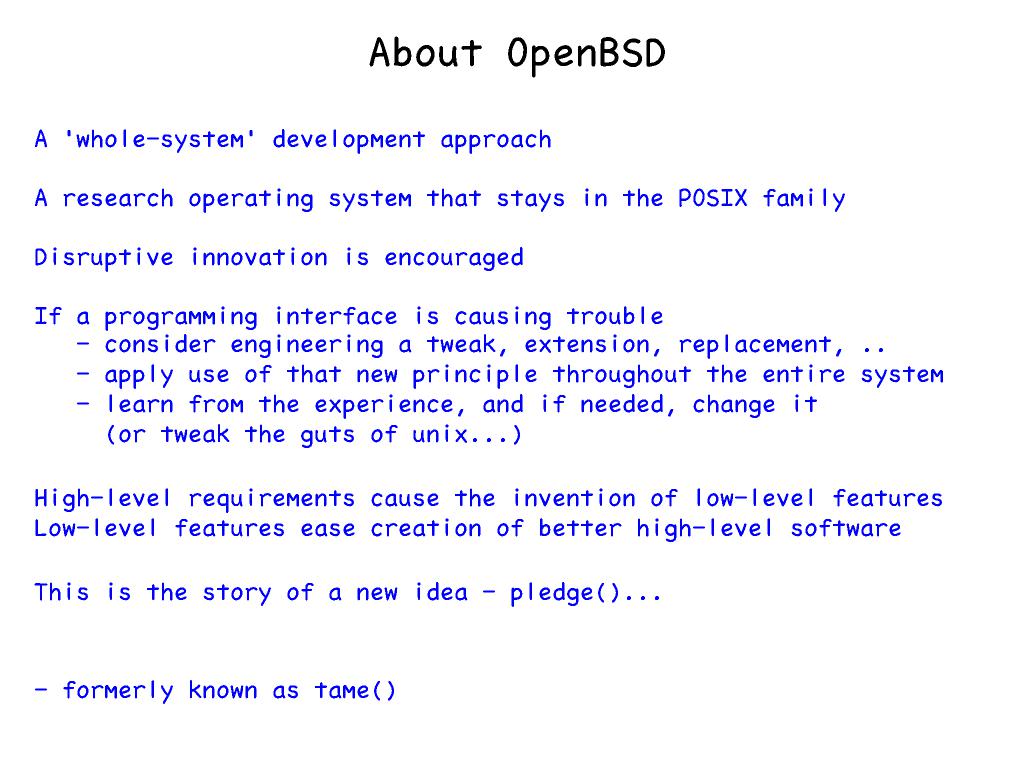 About OpenBSD
A 'whole-system' development approach
A research operating system that stays in the POSIX family
Disruptive innovation is encouraged
If a programming interface is causing trouble
- consider engineering a tweak, extension, replacement, ..
- apply use of that new principle throughout the entire system
- learn from the experience, and if needed, change it
(or tweak the guts of unix...)
High-level requirements cause the invention of low-level features
Low-level features ease creation of better high-level software
This is the story of a new idea - pledge()...
- formerly known as tame()